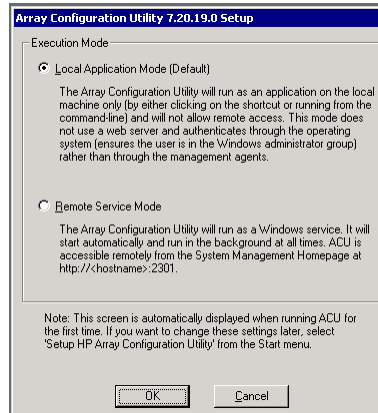 Array Configuration Utility 7.20.19.0 Setup
Execution Mode
Local Application Mode (Default)
The Array Configuration Utility will run as an application on the local
machine only (by either clicking on the shortcut or running from the
command-line) and will not allow remote access. This mode does
not use a web server and authenticates through the operating
system (ensures the user is in the Windows administrator group)
rather than through the management agents.
Remote Service Mode
The Array Configuration Utility will run as a Windows service. It will
start automatically and run in the background at all times. ACU is
accessible remotely from the System Management Homepage at
http://<hostname>:2301.
Note: This screen is automatically displayed when running ACU for
the first time. If you want to change these settings later, select
'Setup HP Array Configuration Utility' from the Start menu.
OK
Cancel